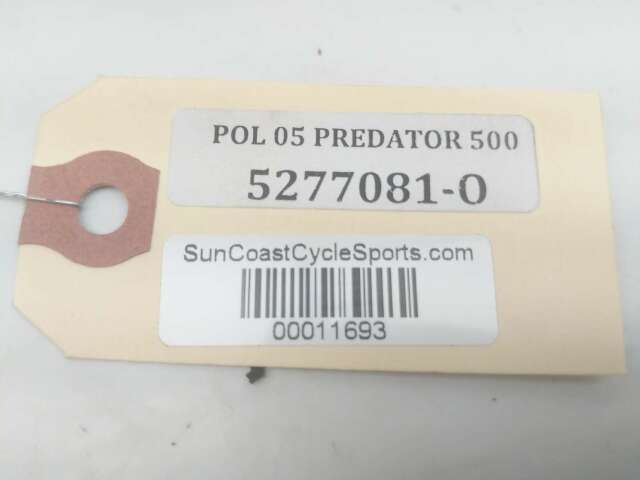 POL 05 PREDATOR 500
5277081-O
SunCoastCycleSports.com
00011693